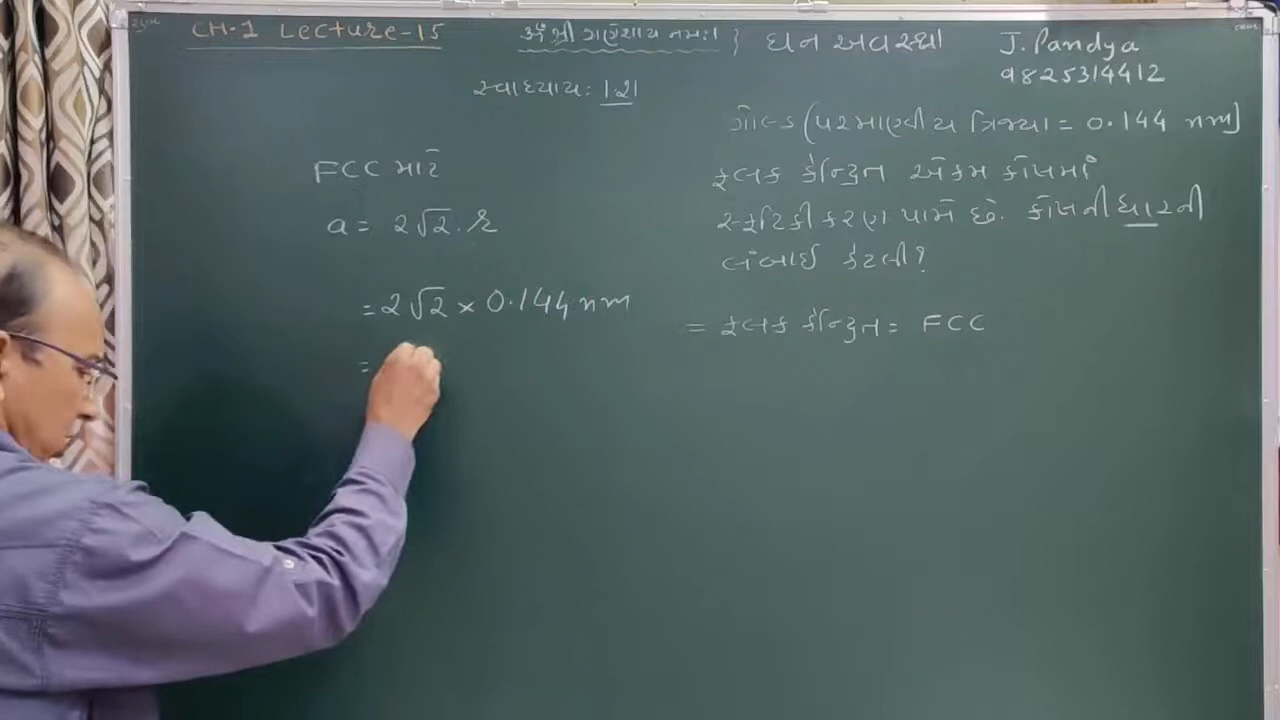 CH.1 Lecture-15
ૐ શ્રી ગણેશાય નમઃ।
ઘન અવસ્થા
J. Pandya
9825314412
સ્વાધ્યાય: 1.21
ગોલ્ડ (પરમાણ્વીય ત્રિજ્યા = 0.144 nm)
ફલક કેન્દ્રિત એકમ કોષમાં
સ્ફટિકીકરણ પામે છે. કોષની ધારની
લંબાઈ કેટલી?
= ફલક કેન્દ્રિત = FCC
FCC માટે
a = 2√2 . r
= 2√2 × 0.144 nm
=